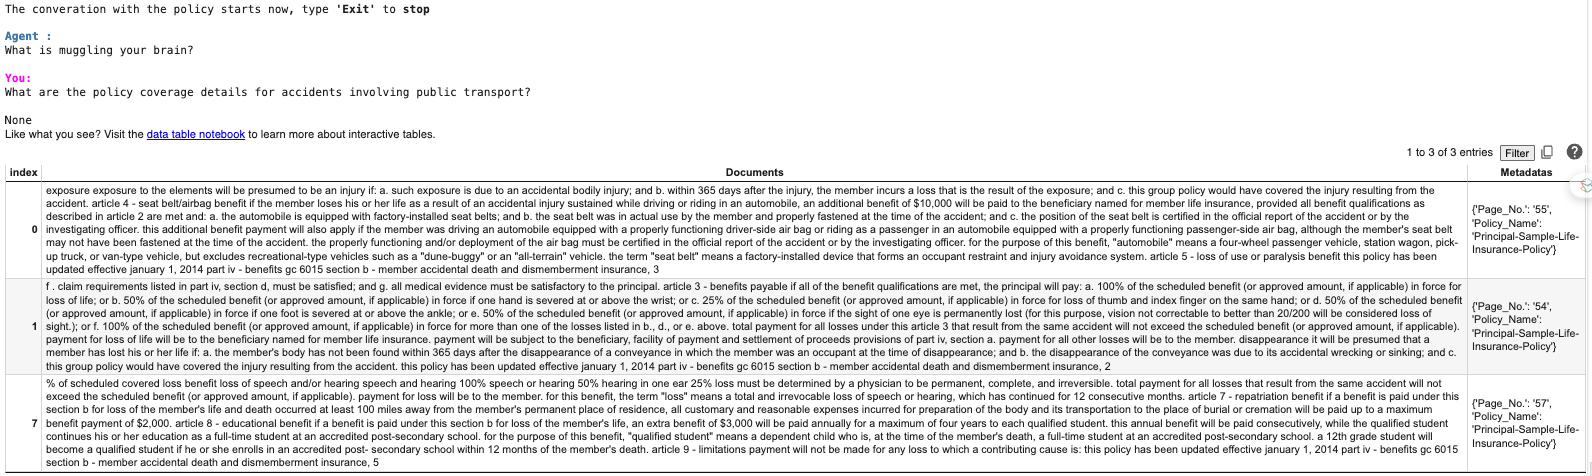 The converation with the policy starts now, type 'Exit' to stop
Agent :
What is muggling your brain?
You:
What are the policy coverage details for accidents involving public transport?
None
Like what you see? Visit the data table notebook to learn more about interactive tables.
1 to 3 of 3 entries Filter
index Documents Metadatas
0
exposure exposure to the elements will be presumed to be an injury if: a. such exposure is due to an accidental bodily injury; and b. within 365 days after the injury, the member incurs a loss that is the result of the exposure; and c. this group policy would have covered the injury resulting from the
accident. article 4 - seat belt/airbag benefit if the member loses his or her life as a result of an accidental injury sustained while driving or riding in an automobile, an additional benefit of $10,000 will be paid to the beneficiary named for member life insurance, provided all benefit qualifications as
described in article 2 are met and: a. the automobile is equipped with factory-installed seat belts; and b. the seat belt was in actual use by the member and properly fastened at the time of the accident; and c. the position of the seat belt is certified in the official report of the accident or by the
investigating officer. this additional benefit payment will also apply if the member was driving an automobile equipped with a properly functioning driver-side air bag or riding as a passenger in an automobile equipped with a properly functioning passenger-side air bag, although the member's seat belt
may not have been fastened at the time of the accident. the properly functioning and/or deployment of the air bag must be certified in the official report of the accident or by the investigating officer. for the purpose of this benefit, "automobile" means a four-wheel passenger vehicle, station wagon, pick-
up truck, or van-type vehicle, but excludes recreational-type vehicles such as a "dune-buggy" or an "all-terrain" vehicle. the term "seat belt" means a factory-installed device that forms an occupant restraint and injury avoidance system. article 5 - loss of use or paralysis benefit this policy has been
updated effective january 1, 2014 part iv - benefits gc 6015 section b - member accidental death and dismemberment insurance, 3
{'Page_No.': '55',
'Policy_Name':
'Principal-Sample-Life-
Insurance-Policy'}
1
f . claim requirements listed in part iv, section d, must be satisfied; and g. all medical evidence must be satisfactory to the principal. article 3 - benefits payable if all of the benefit qualifications are met, the principal will pay: a. 100% of the scheduled benefit (or approved amount, if applicable) in force for
loss of life; or b. 50% of the scheduled benefit (or approved amount, if applicable) in force if one hand is severed at or above the wrist; or c. 25% of the scheduled benefit (or approved amount, if applicable) in force for loss of thumb and index finger on the same hand; or d. 50% of the scheduled benefit
(or approved amount, if applicable) in force if one foot is severed at or above the ankle; or e. 50% of the scheduled benefit (or approved amount, if applicable) in force if the sight of one eye is permanently lost (for this purpose, vision not correctable to better than 20/200 will be considered loss of
sight.); or f. 100% of the scheduled benefit (or approved amount, if applicable) in force for more than one of the losses listed in b., d., or e. above. total payment for all losses under this article 3 that result from the same accident will not exceed the scheduled benefit (or approved amount, if applicable).
payment for loss of life will be to the beneficiary named for member life insurance. payment will be subject to the beneficiary, facility of payment and settlement of proceeds provisions of part iv, section a. payment for all other losses will be to the member. disappearance it will be presumed that a
member has lost his or her life if: a. the member's body has not been found within 365 days after the disappearance of a conveyance in which the member was an occupant at the time of disappearance; and b. the disappearance of the conveyance was due to its accidental wrecking or sinking; and c.
this group policy would have covered the injury resulting from the accident. this policy has been updated effective january 1, 2014 part iv - benefits gc 6015 section b - member accidental death and dismemberment insurance, 2
{'Page_No.': '54',
'Policy_Name':
'Principal-Sample-Life-
Insurance-Policy'}
7
% of scheduled covered loss benefit loss of speech and/or hearing speech and hearing 100% speech or hearing 50% hearing in one ear 25% loss must be determined by a physician to be permanent, complete, and irreversible. total payment for all losses that result from the same accident will not
exceed the scheduled benefit (or approved amount, if applicable). payment for loss will be to the member. for this benefit, the term "loss" means a total and irrevocable loss of speech or hearing, which has continued for 12 consecutive months. article 7 - repatriation benefit if a benefit is paid under this
section b for loss of the member's life and death occurred at least 100 miles away from the member's permanent place of residence, all customary and reasonable expenses incurred for preparation of the body and its transportation to the place of burial or cremation will be paid up to a maximum
benefit payment of $2,000. article 8 - educational benefit if a benefit is paid under this section b for loss of the member's life, an extra benefit of $3,000 will be paid annually for a maximum of four years to each qualified student. this annual benefit will be paid consecutively, while the qualified student
continues his or her education as a full-time student at an accredited post-secondary school. for the purpose of this benefit, "qualified student" means a dependent child who is, at the time of the member's death, a full-time student at an accredited post-secondary school. a 12th grade student will
become a qualified student if he or she enrolls in an accredited post- secondary school within 12 months of the member's death. article 9 - limitations payment will not be made for any loss to which a contributing cause is: this policy has been updated effective january 1, 2014 part iv - benefits gc 6015
section b - member accidental death and dismemberment insurance, 5
{'Page_No.': '57',
'Policy_Name':
'Principal-Sample-Life-
Insurance-Policy'}